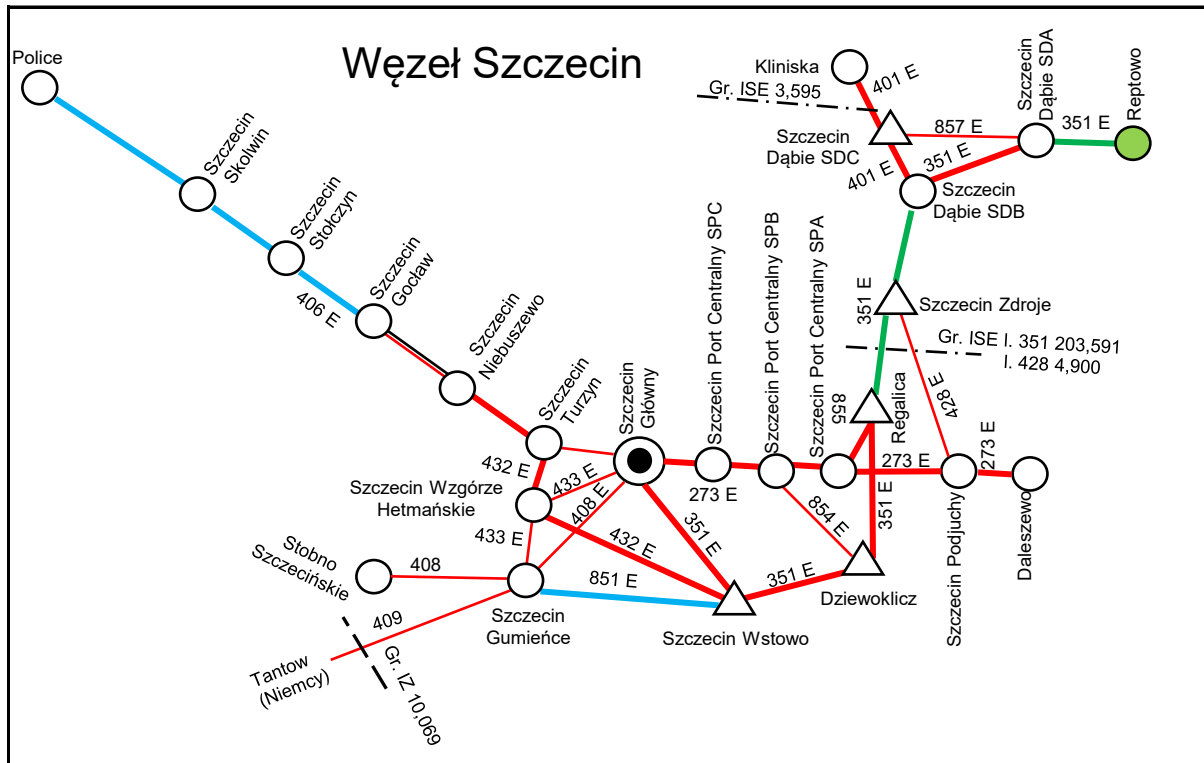 Węzeł Szczecin
Police
Szczecin
Skolwin
Szczecin
Stołczyn
406 E
Szczecin
Gocław
Szczecin
Niebuszewo
Szczecin
Turzyn
Szczecin
Główny
432 E
433 E
408 E
Szczecin Wzgórze
Hetmańskie
433 E
Stobno
Szczecińskie
408
409
Tantow
(Niemcy)
Gr. IZ 10,069
Szczecin
Gumieńce
851 E
432 E
351 E
Szczecin Wstowo
351 E
Dziewoklicz
854 E
273 E
Szczecin Port Centralny SPC
Szczecin Port Centralny SPB
Szczecin Port Centralny SPA
855
Regalica
273 E
351 E
Szczecin Podjuchy
273 E
Daleszewo
428 E
Gr. ISE l. 351 203,591
l. 428 4,900
351 E
Szczecin Zdroje
Szczecin
Dąbie SDB
351 E
401 E
Szczecin
Dąbie SDC
857 E
Gr. ISE 3,595
401 E
Kliniska
Szczecin
Dąbie SDA
351 E
Reptowo